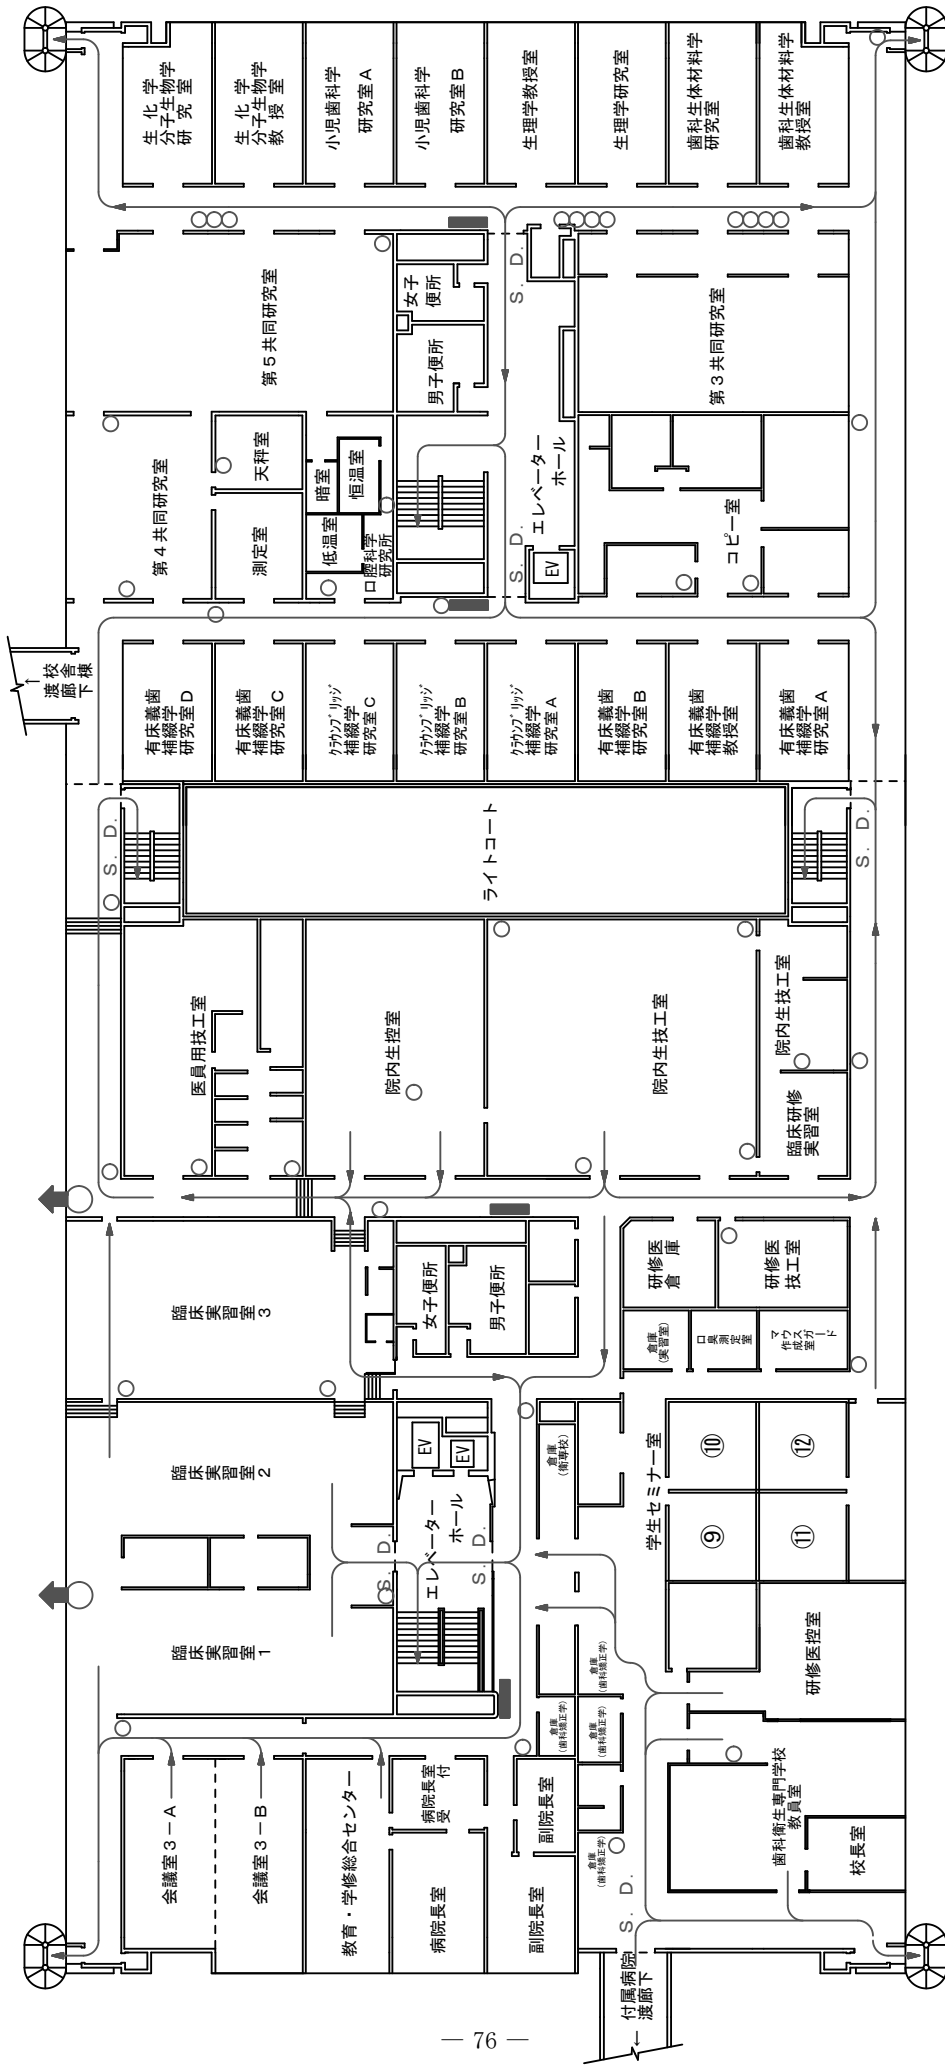 生化学
分子生物学
研究室
生化学
分子生物学
教授室
小児歯科学
研究室A
小児歯科学
研究室B
生理学教授室
生理学研究室
歯科生体材料学
研究室
歯科生体材料学
教授室
第5共同研究室
女子
便所
男子便所
S. D.
第3共同研究室
第4共同研究室
天秤室
測定室
暗室
恒温室
低温室
口腔科学
研究所
エレベーター
ホール
S. D.
EV
コピー室
↑
校舎棟
渡廊下
有床義歯
補綴学
研究室D
有床義歯
補綴学
研究室C
クラウンブリッジ
補綴学
研究室C
クラウンブリッジ
補綴学
研究室B
クラウンブリッジ
補綴学
研究室A
有床義歯
補綴学
研究室B
有床義歯
補綴学
教授室
有床義歯
補綴学
研究室A
S. D.
ライトコート
S. D.
医員用技工室
院内生控室
院内生技工室
院内生技工室
臨床研修
実習室
臨床実習室3
女子便所
男子便所
研修医
倉庫
研修医
技工室
倉庫
(実習室)
口臭
測定室
マウスガード
作成室
臨床実習室2
EV
EV
エレベーター
ホール
S. D.
S. D.
倉庫
(衛専校)
学生セミナー室
⑩
⑫
⑨
⑪
臨床実習室1
倉庫
(歯科矯正学)
倉庫
(歯科矯正学)
倉庫
(歯科矯正学)
研修医控室
会議室3－A
会議室3－B
教育・学修総合センター
病院長室
受付
病院長室
副院長室
副院長室
倉庫
(歯科矯正学)
S. D.
歯科衛生専門学校
教員室
校長室
付属病院
渡廊下
←
— 76 —